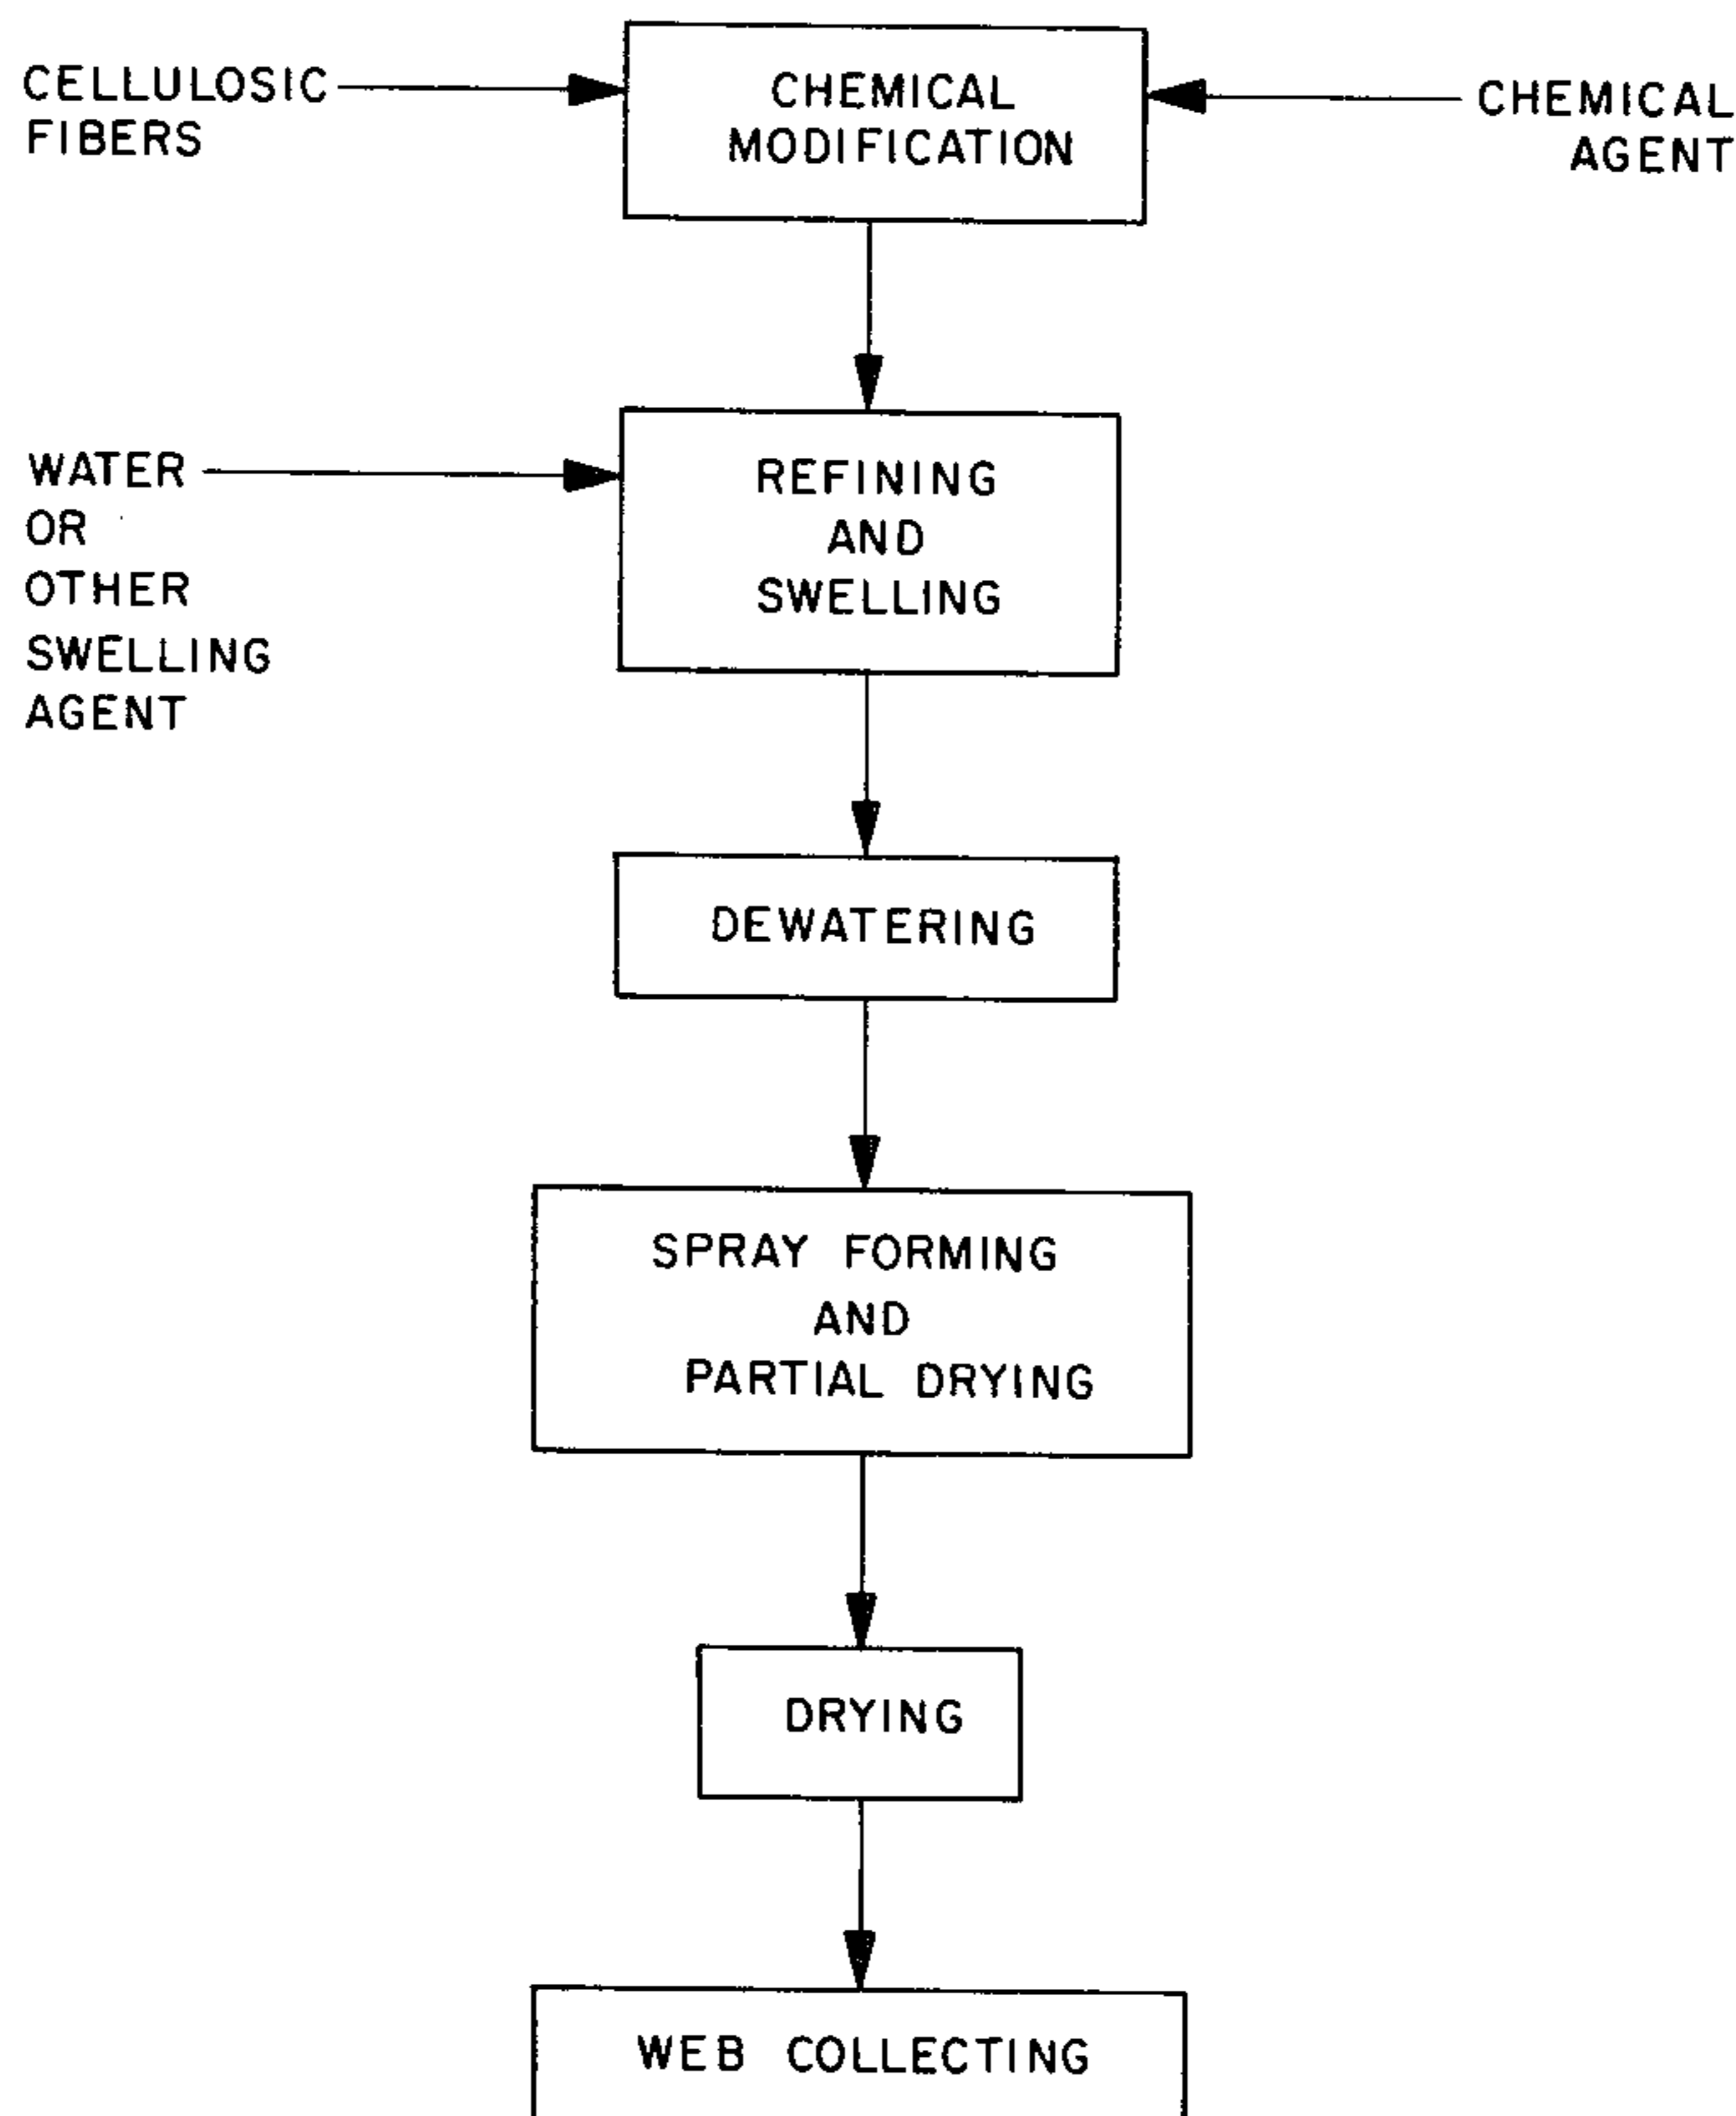 CELLULOSIC
FIBERS
CHEMICAL
MODIFICATION
CHEMICAL
AGENT
WATER
OR
OTHER
SWELLING
AGENT
REFINING
AND
SWELLING
DEWATERING
SPRAY FORMING
AND
PARTIAL DRYING
DRYING
WEB COLLECTING